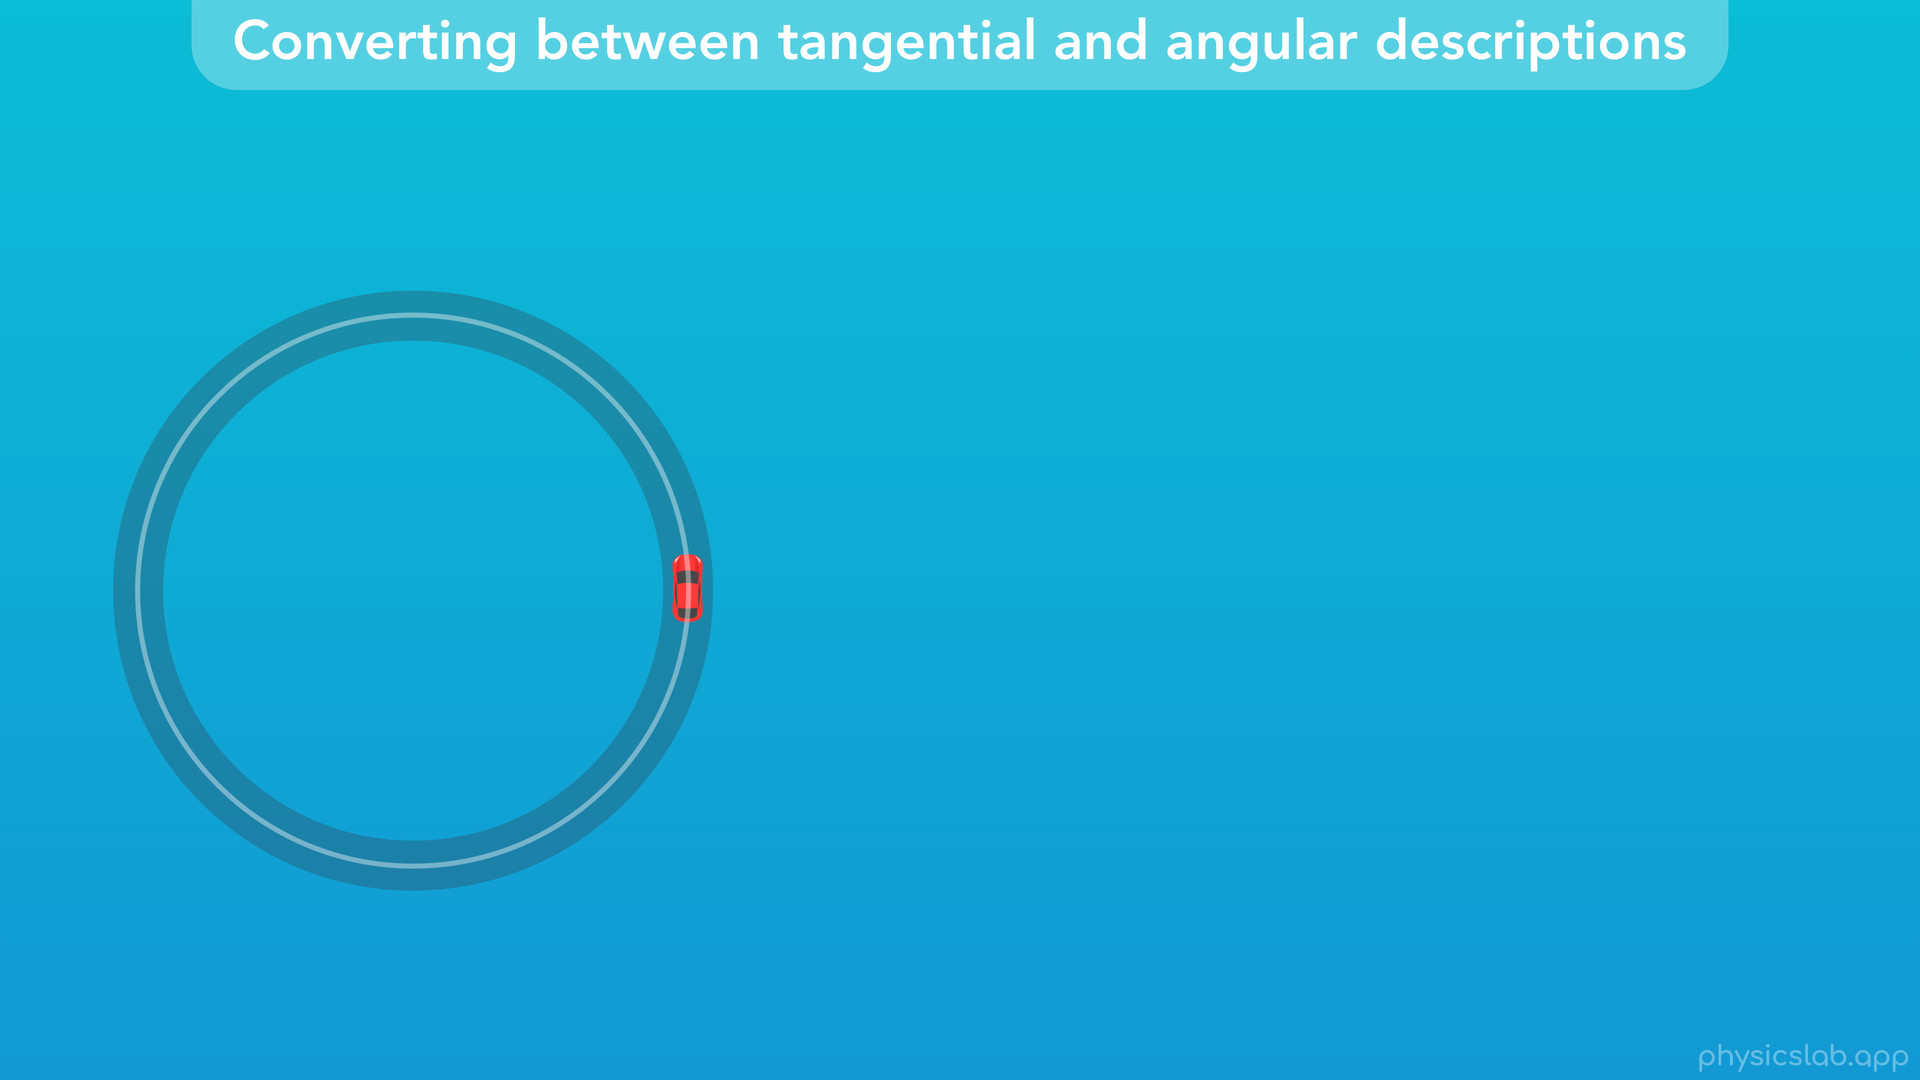 Converting between tangential and angular descriptions
physicslab.app